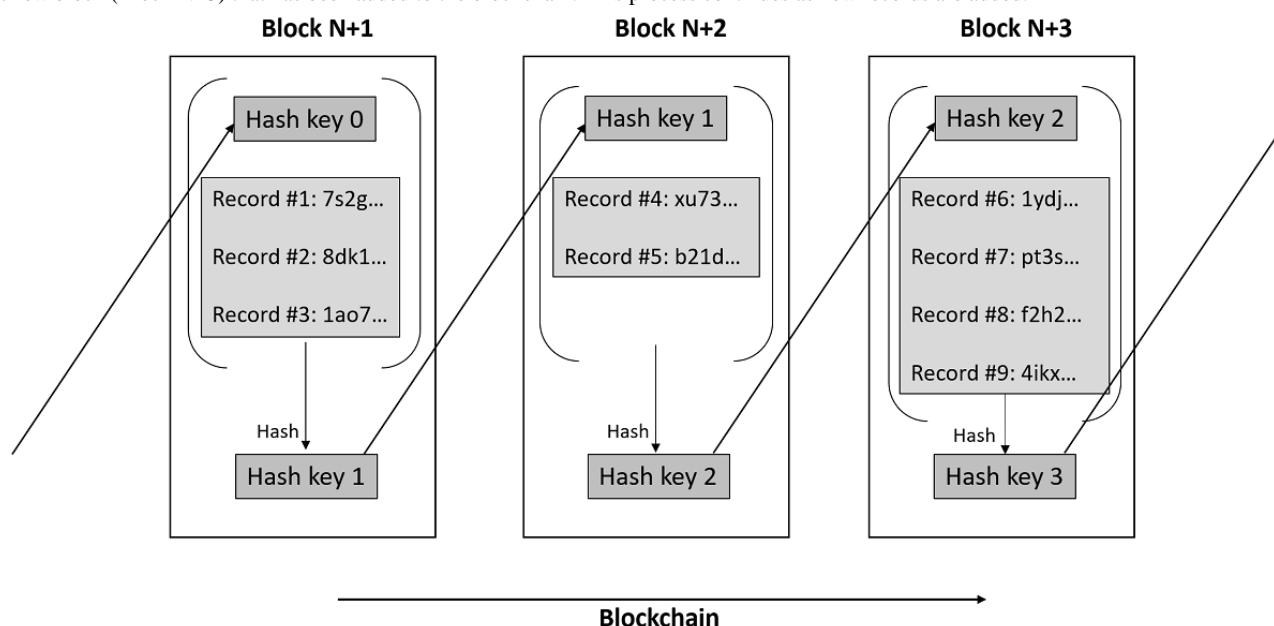 Block N+1
Block N+2
Block N+3
Hash key 0
Hash key 1
Hash key 2
Record #1: 7s2g...
Record #2: 8dk1...
Record #3: 1ao7...
Record #4: xu73...
Record #5: b21d...
Record #6: 1ydj...
Record #7: pt3s...
Record #8: f2h2...
Record #9: 4ikx...
Hash
Hash
Hash
Hash key 1
Hash key 2
Hash key 3
Blockchain